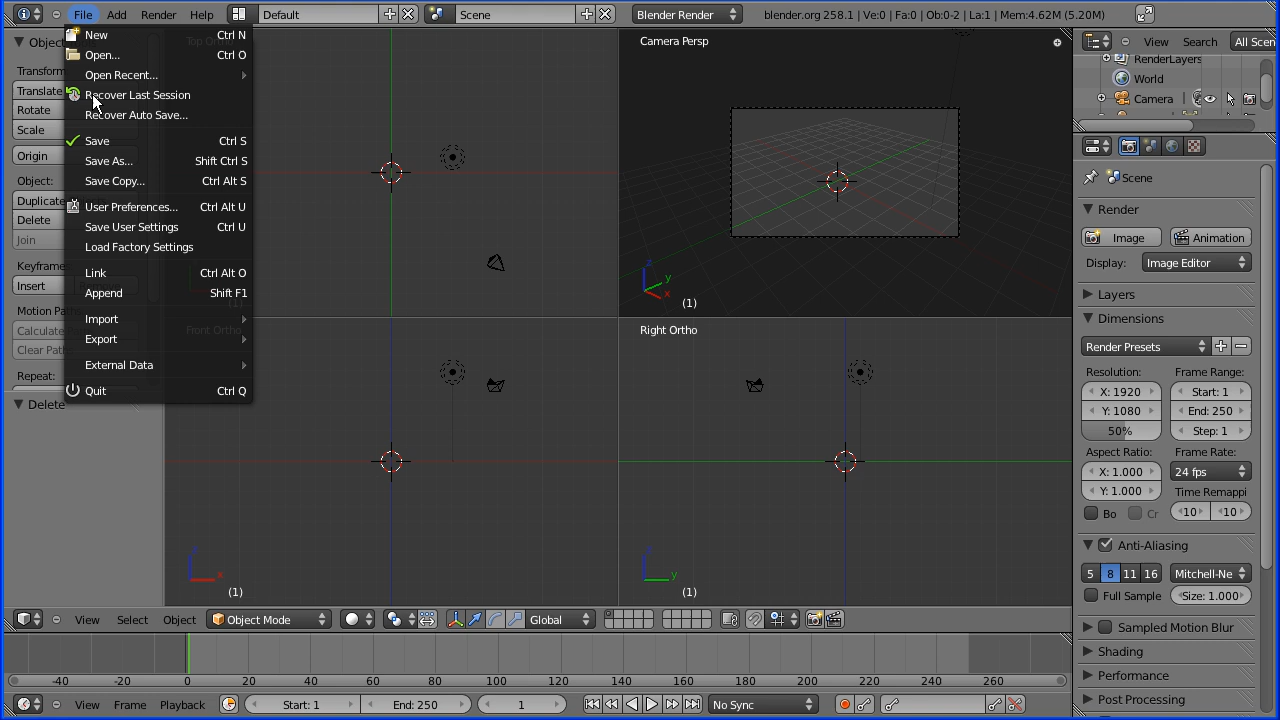 File Add Render Help Default Scene Blender Render blender.org 258.1 | Ve:0 | Fa:0 | Ob:0-2 | La:1 | Mem:4.62M (5.20M)
New Ctrl N
Open... Ctrl O
Open Recent...
Recover Last Session
Recover Auto Save...
Save Ctrl S
Save As... Shift Ctrl S
Save Copy... Ctrl Alt S
User Preferences... Ctrl Alt U
Save User Settings Ctrl U
Load Factory Settings
Link Ctrl Alt O
Append Shift F1
Import
Export
External Data
Quit Ctrl Q
Transform
Translate
Rotate
Scale
Origin
Object:
Duplicate
Delete
Join
Keyframe
Insert
Motion Pa
Calculate
Clear Path
Repeat:
Delete
Top Ortho
Camera Persp
z
y
x
(1)
Front Ortho
z
x
(1)
Right Ortho
z
y
(1)
View Select Object Object Mode Global
View Search All Scen
RenderLayers
World
Camera
Scene
Render
Image Animation
Display: Image Editor
Layers
Dimensions
Render Presets
Resolution: Frame Range:
X: 1920 Start: 1
Y: 1080 End: 250
50% Step: 1
Aspect Ratio: Frame Rate:
X: 1.000 24 fps
Y: 1.000 Time Remappi
Bo Cr 10 10
Anti-Aliasing
5 8 11 16 Mitchell-Ne
Full Sample Size: 1.000
Sampled Motion Blur
Shading
Performance
Post Processing
-40 -20 0 20 40 60 80 100 120 140 160 180 200 220 240 260
View Frame Playback Start: 1 End: 250 1 No Sync